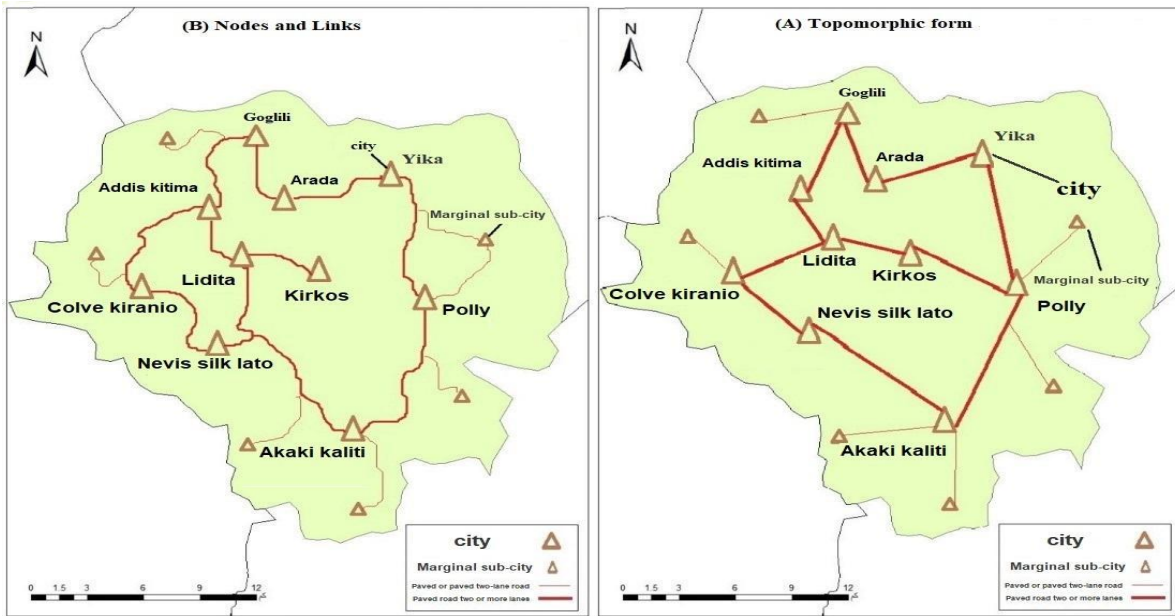 (B) Nodes and Links
N
Goglili
city
Yika
Addis kitima
Arada
Marginal sub-city
Lidita
Kirkos
Colve kiranio
Polly
Nevis silk lato
Akaki kaliti
city
Marginal sub-city
Paved or paved two-lane road
Paved road two or more lanes
0 1.5 3 6 9 12
(A) Topomorphic form
N
Goglili
Yika
Addis kitima
Arada
city
Lidita
Kirkos
Marginal sub-city
Colve kiranio
Polly
Nevis silk lato
Akaki kaliti
city
Marginal sub-city
Paved or paved two-lane road
Paved road two or more lanes
0 1.5 3 6 9 12